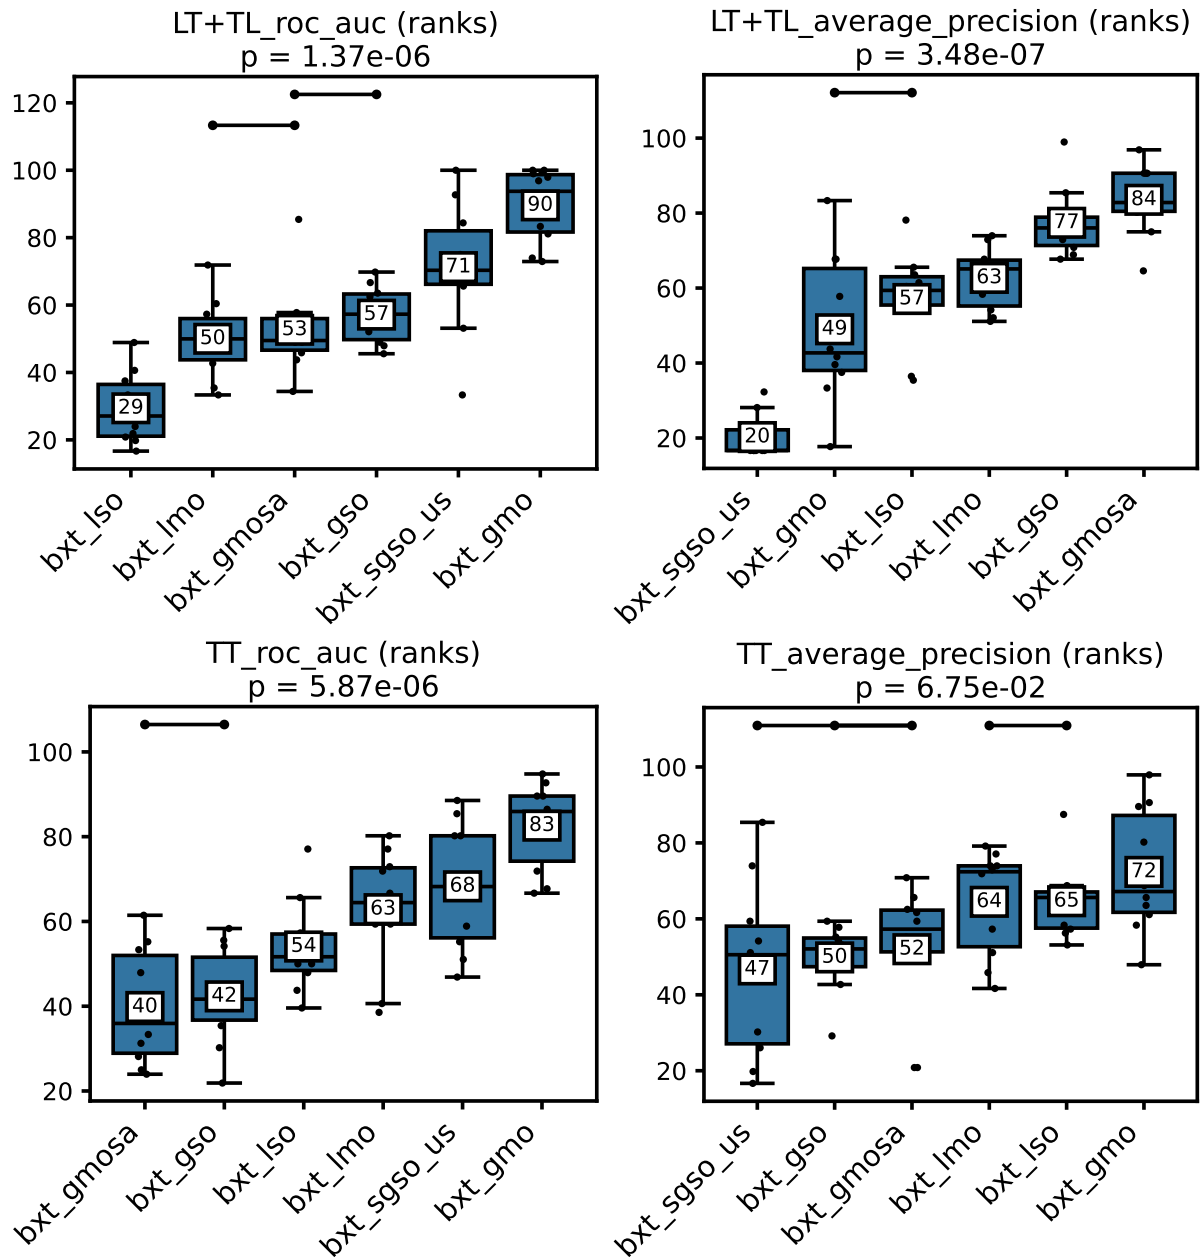 LT+TL_roc_auc (ranks)
p = 1.37e-06
120
100
80
60
40
20
29
50
53
57
71
90
bxt_lso
bxt_lmo
bxt_gmosa
bxt_gso
bxt_sgso_us
bxt_gmo
LT+TL_average_precision (ranks)
p = 3.48e-07
100
80
60
40
20
20
49
57
63
77
84
bxt_sgso_us
bxt_gmo
bxt_lso
bxt_lmo
bxt_gso
bxt_gmosa
TT_roc_auc (ranks)
p = 5.87e-06
100
80
60
40
20
40
42
54
63
68
83
bxt_gmosa
bxt_gso
bxt_lso
bxt_lmo
bxt_sgso_us
bxt_gmo
TT_average_precision (ranks)
p = 6.75e-02
100
80
60
40
20
47
50
52
64
65
72
bxt_sgso_us
bxt_gso
bxt_gmosa
bxt_lmo
bxt_lso
bxt_gmo